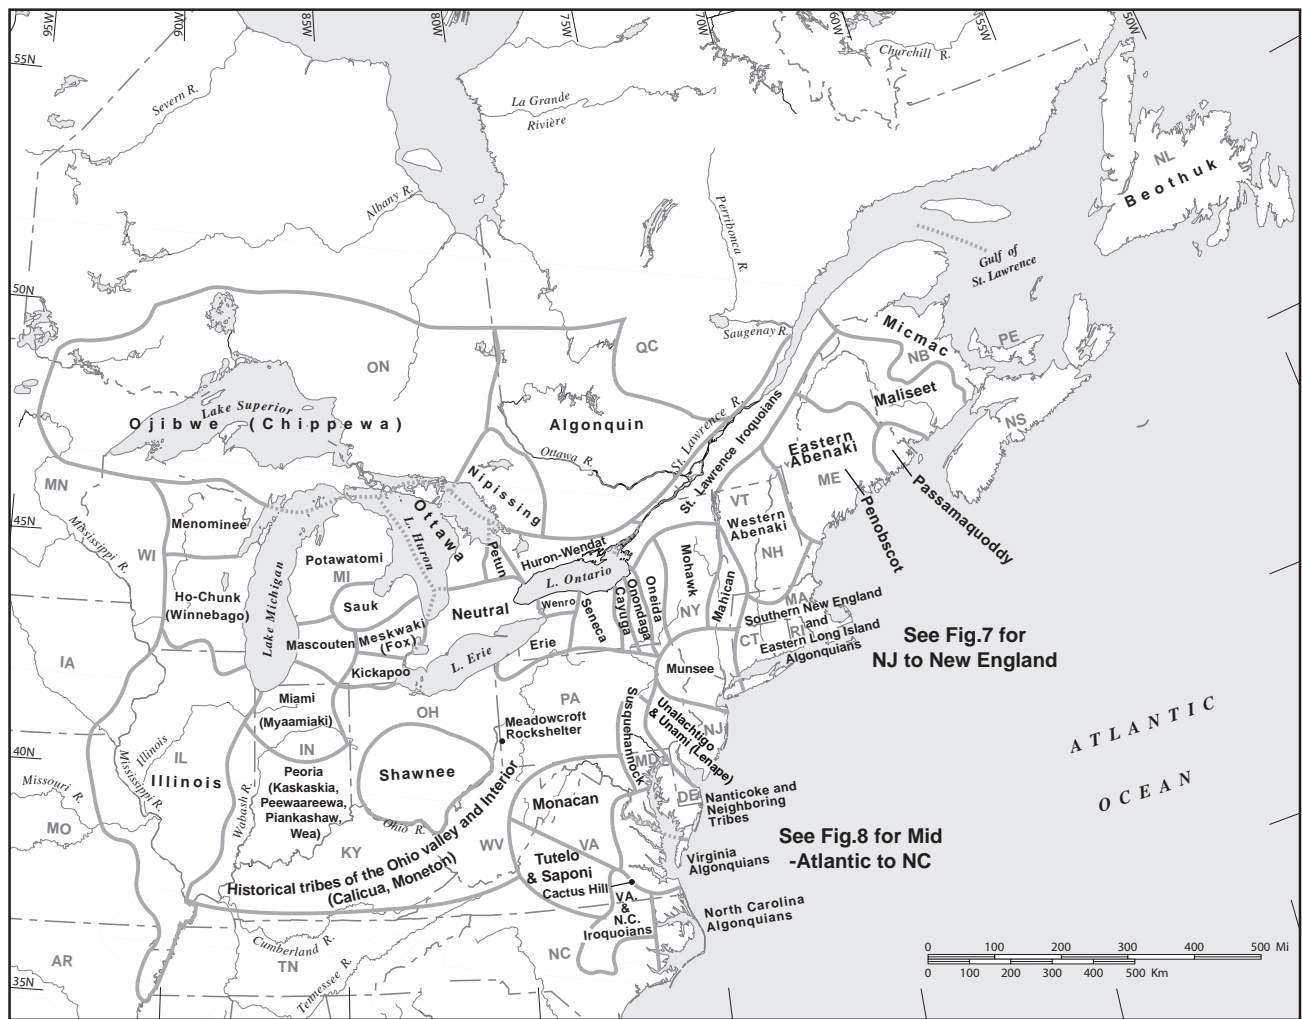 95W
90W
85W
80W
75W
70W
60W
55W
50W
55N
Severn R.
La Grande
Rivière
Churchill R.
Albany R.
Perribonca R.
NL
Beothuk
Gulf of
St. Lawrence
50N
Saugenay R.
ON
QC
Micmac
NB
PE
Maliseet
NS
Lake Superior
Ojibwe (Chippewa)
Algonquin
Ottawa R.
St. Lawrence R.
St. Lawrence Iroquoians
Eastern
Abenaki
ME
Passamaquoddy
Penobscot
Nipissing
MN
Mississippi R.
45N
WI
Menominee
Ottawa
L. Huron
Petun
Huron-Wendat
L. Ontario
VT
Western
Abenaki
NH
Potawatomi
MI
Sauk
Ho-Chunk
(Winnebago)
Lake Michigan
Mascouten
Meskwaki
(Fox)
Kickapoo
Neutral
Wenro
Seneca
Cayuga
Onondaga
Oneida
Mohawk
NY
Mahican
MA
Southern New England
RI and
CT
Eastern Long Island
Algonquians
See Fig.7 for
NJ to New England
IA
L. Erie
Erie
Munsee
Miami
(Myaamiaki)
IN
OH
PA
Meadowcroft
Rockshelter
Susquehannock
Unalachtigo
& Unami (Lenape)
NJ
ATLANTIC
OCEAN
40N
Illinois
Mississippi R.
IL
Illinois
Missouri R.
MO
Wabash R.
Peoria
(Kaskaskia,
Peewaareewa,
Piankashaw,
Wea)
Shawnee
Ohio R.
MD
DE
Nanticoke and
Neighboring
Tribes
See Fig.8 for Mid
-Atlantic to NC
Monacan
VA
WV
KY
Historical tribes of the Ohio valley and Interior
(Calicua, Moneton)
Tutelo
& Saponi
Cactus Hill
Virginia
Algonquians
VA.
&
N.C.
Iroquoians
North Carolina
Algonquians
Cumberland R.
TN
Tennessee R.
NC
AR
35N
0 100 200 300 400 500 Mi
0 100 200 300 400 500 Km